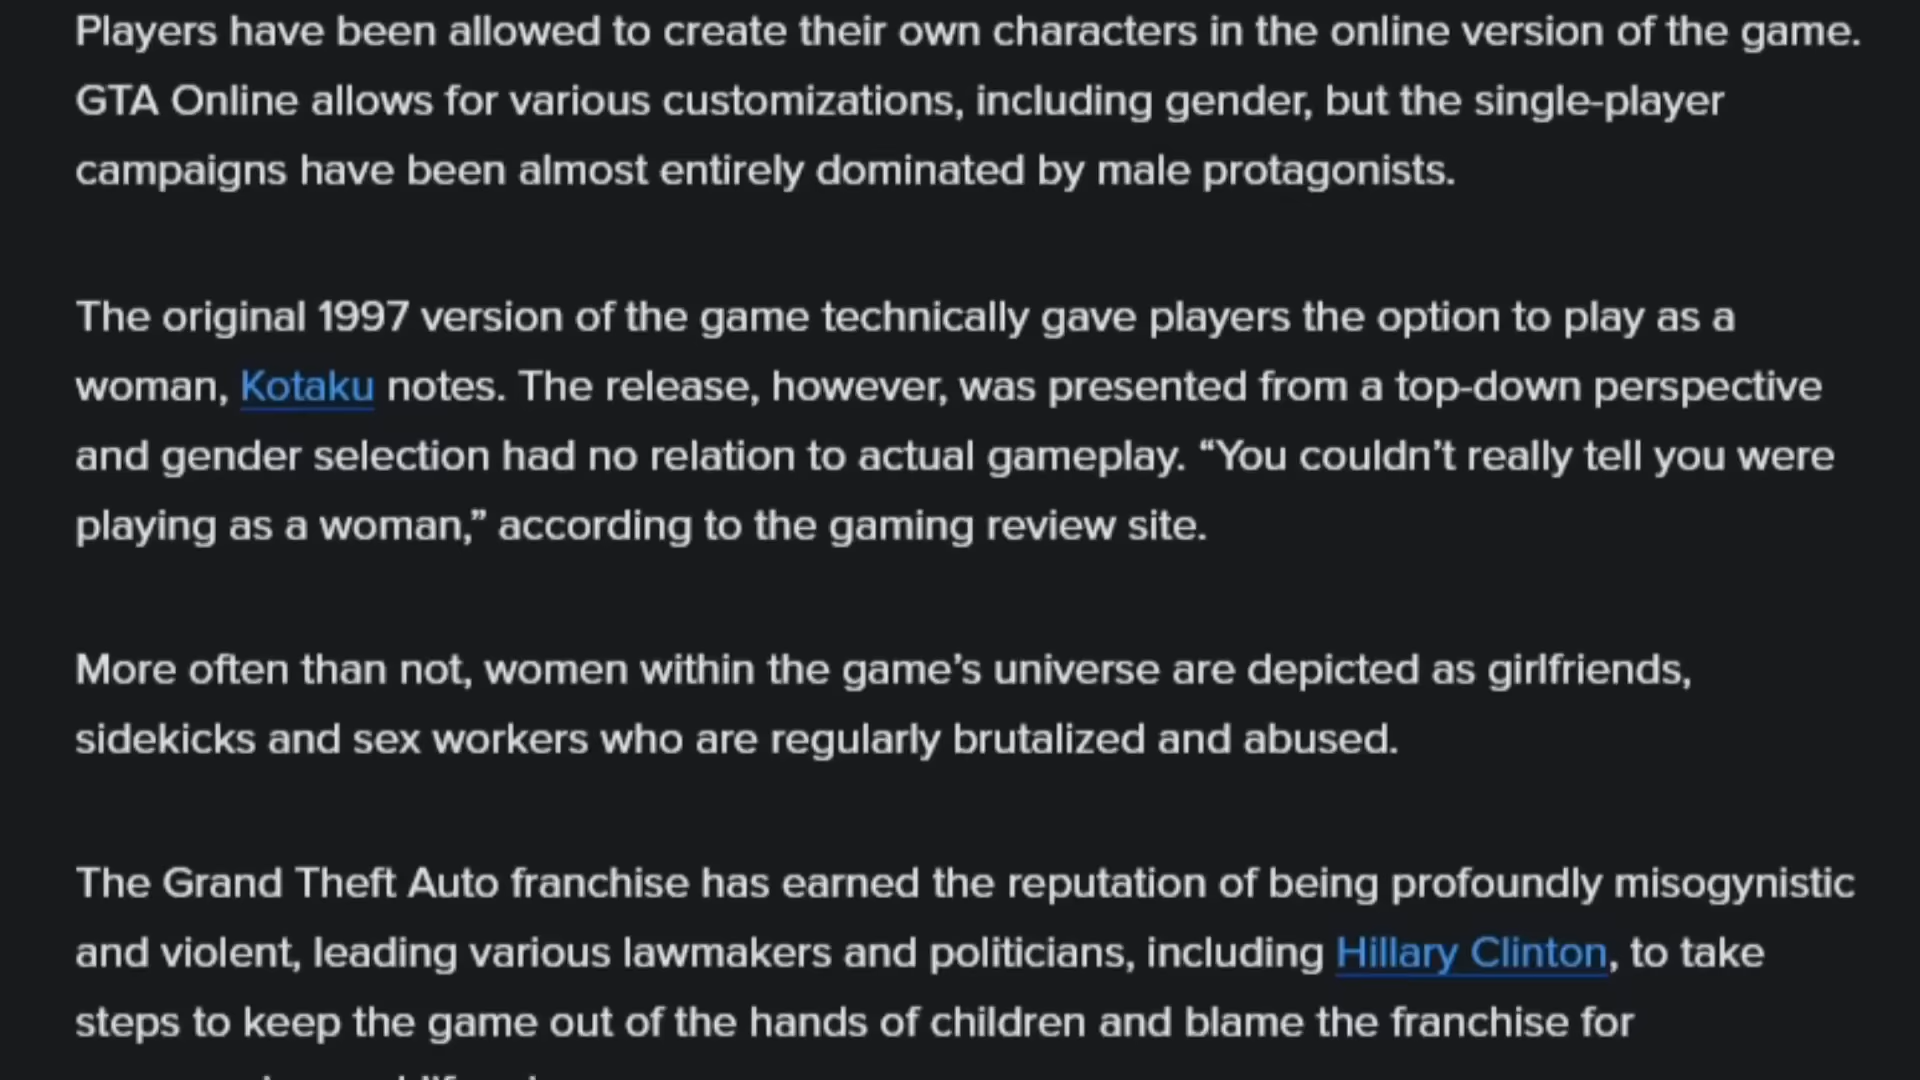 Players have been allowed to create their own characters in the online version of the game.
GTA Online allows for various customizations, including gender, but the single-player
campaigns have been almost entirely dominated by male protagonists.
The original 1997 version of the game technically gave players the option to play as a
woman, Kotaku notes. The release, however, was presented from a top-down perspective
and gender selection had no relation to actual gameplay. “You couldn’t really tell you were
playing as a woman,” according to the gaming review site.
More often than not, women within the game’s universe are depicted as girlfriends,
sidekicks and sex workers who are regularly brutalized and abused.
The Grand Theft Auto franchise has earned the reputation of being profoundly misogynistic
and violent, leading various lawmakers and politicians, including Hillary Clinton, to take
steps to keep the game out of the hands of children and blame the franchise for